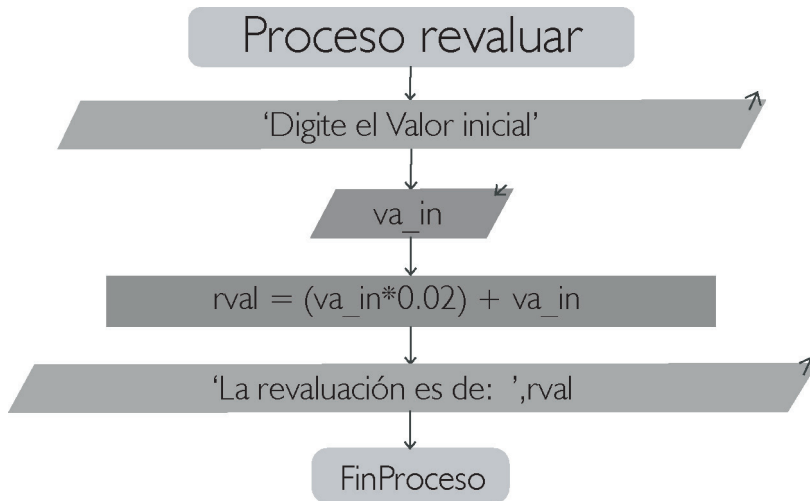 Proceso revaluar
‘Digite el Valor inicial’
va_in
rval = (va_in*0.02) + va_in
‘La revaluación es de:  ’,rval
FinProceso